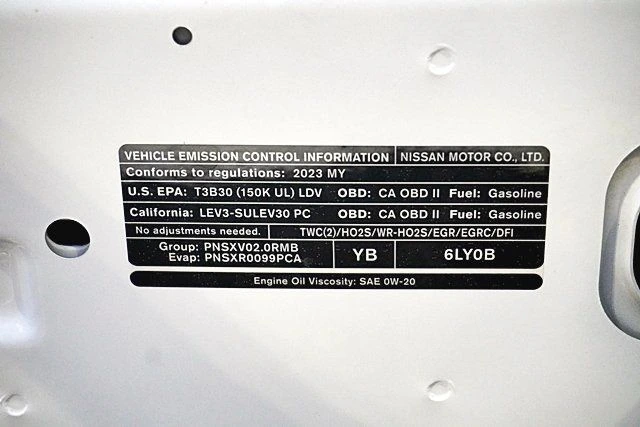 VEHICLE EMISSION CONTROL INFORMATION NISSAN MOTOR CO., LTD.
Conforms to regulations: 2023 MY
U.S. EPA: T3B30 (150K UL) LDV OBD: CA OBD II Fuel: Gasoline
California: LEV3-SULEV30 PC OBD: CA OBD II Fuel: Gasoline
No adjustments needed. TWC(2)/HO2S/WR-HO2S/EGR/EGRC/DFI
Group: PNSXV02.0RMB
Evap: PNSXR0099PCA
YB
6LY0B
Engine Oil Viscosity: SAE 0W-20